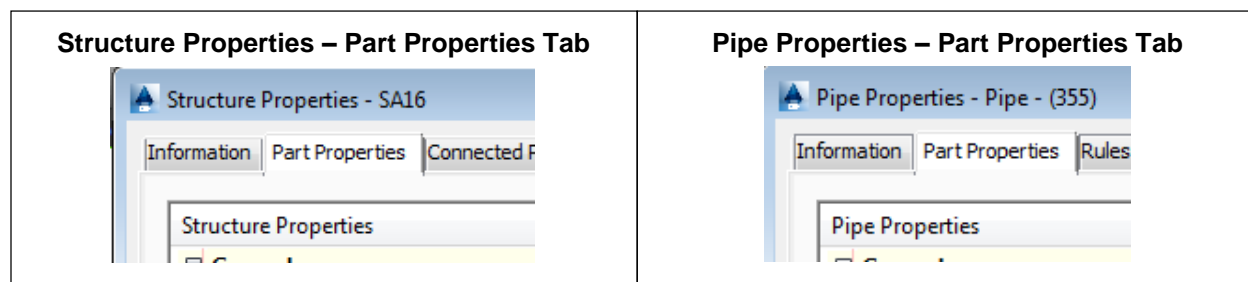 Structure Properties – Part Properties Tab
Structure Properties - SA16
Information Part Properties Connected
Structure Properties
Pipe Properties – Part Properties Tab
Pipe Properties - Pipe - (355)
Information Part Properties Rules
Pipe Properties